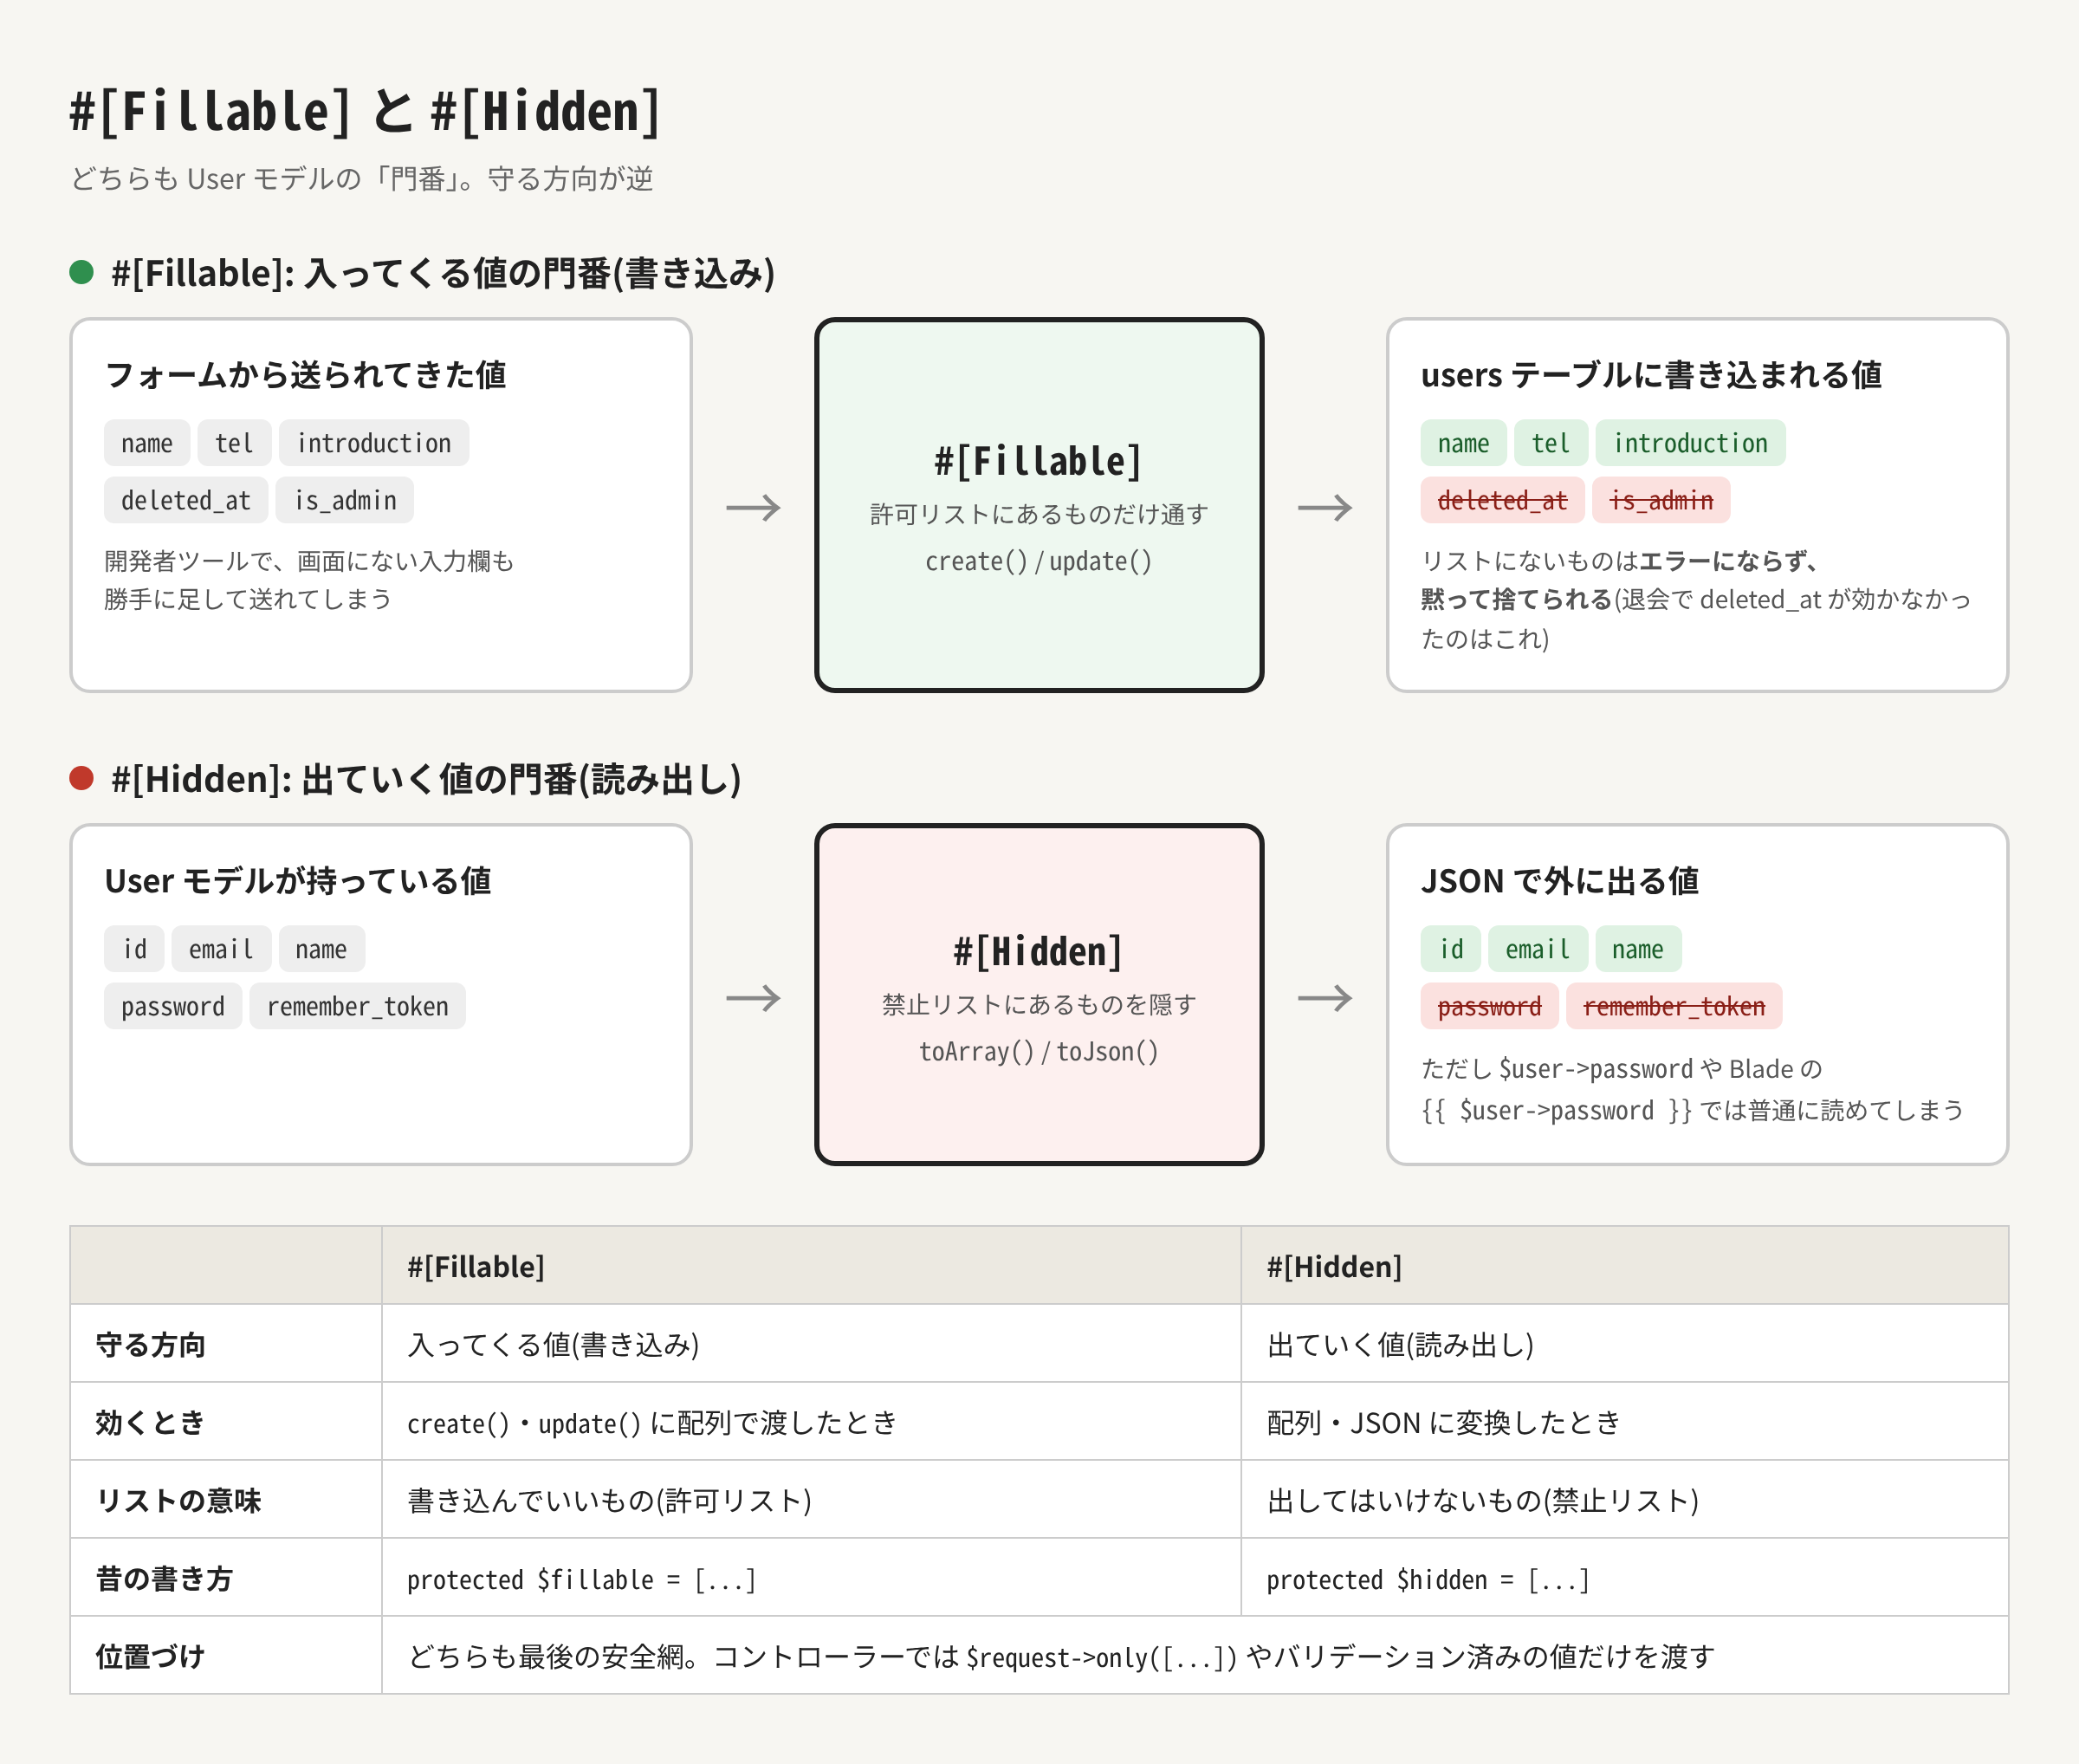 #[Fillable] と #[Hidden]
どちらも User モデルの「門番」。守る方向が逆
#[Fillable]: 入ってくる値の門番(書き込み)
フォームから送られてきた値
name tel introduction
deleted_at is_admin
開発者ツールで、画面にない入力欄も
勝手に足して送れてしまう
→
#[Fillable]
許可リストにあるものだけ通す
create() / update()
→
users テーブルに書き込まれる値
name tel introduction
deleted_at is_admin
リストにないものはエラーにならず、
黙って捨てられる(退会で deleted_at が効かなかっ
たのはこれ)
#[Hidden]: 出ていく値の門番(読み出し)
User モデルが持っている値
id email name
password remember_token
→
#[Hidden]
禁止リストにあるものを隠す
toArray() / toJson()
→
JSON で外に出る値
id email name
password remember_token
ただし $user->password や Blade の
{{ $user->password }} では普通に読めてしまう
#[Fillable] #[Hidden]
守る方向 入ってくる値(書き込み) 出ていく値(読み出し)
効くとき create()・update() に配列で渡したとき 配列・JSON に変換したとき
リストの意味 書き込んでいいもの(許可リスト) 出してはいけないもの(禁止リスト)
昔の書き方 protected $fillable = [...] protected $hidden = [...]
位置づけ どちらも最後の安全網。コントローラーでは $request->only([...]) やバリデーション済みの値だけを渡す